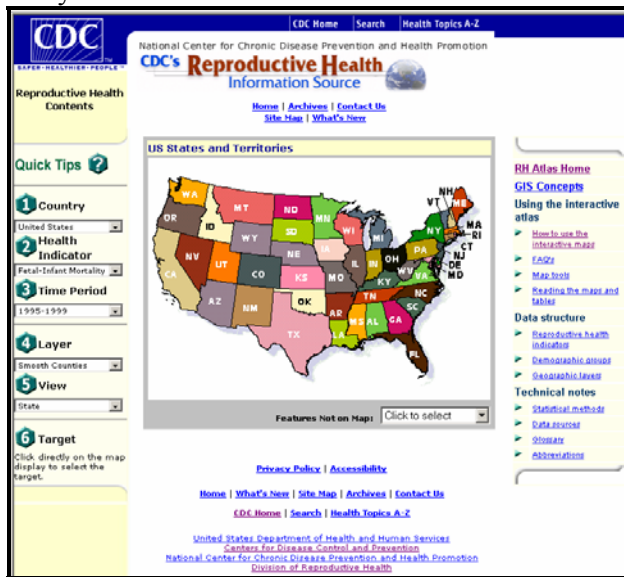 CDC Home Search Health Topics A-Z
CDC
SAFER • HEALTHIER • PEOPLE™
National Center for Chronic Disease Prevention and Health Promotion
CDC's Reproductive Health
Information Source
Home | Archives | Contact Us
Site Map | What's New
Reproductive Health
Contents
Quick Tips ?
1 Country
United States
2 Health
Indicator
Fetal-Infant Mortality
3 Time Period
1995-1999
4 Layer
Smooth Counties
5 View
State
6 Target
Click directly on the map
display to select the
target.
US States and Territories
WA
MT
ND
MN
OR
ID
WY
SD
WI
MI
NY
VT
NH
ME
MA
RI
CT
NJ
DE
MD
NV
UT
CO
NE
IA
IL
IN
OH
PA
CA
KS
MO
KY
WV
VA
AZ
NM
OK
AR
TN
NC
SC
TX
LA
MS
AL
GA
FL
Features Not on Map: Click to select
RH Atlas Home
GIS Concepts
Using the interactive
atlas
How to use the
interactive maps
FAQs
Map tools
Reading the maps and
tables
Data structure
Reproductive health
indicators
Demographic groups
Geographic layers
Technical notes
Statistical methods
Data sources
Glossary
Abbreviations
Privacy Policy | Accessibility
Home | What's New | Site Map | Archives | Contact Us
CDC Home | Search | Health Topics A-Z
United States Department of Health and Human Services
Centers for Disease Control and Prevention
National Center for Chronic Disease Prevention and Health Promotion
Division of Reproductive Health